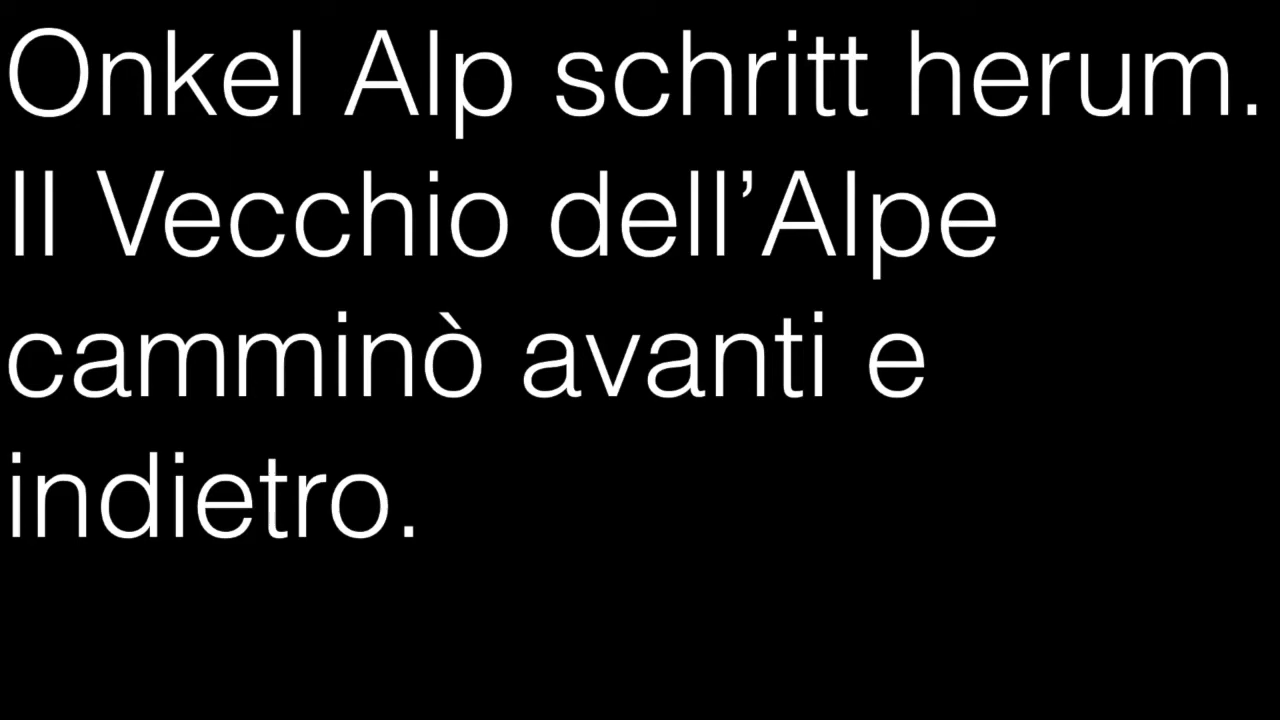 Onkel Alp schritt herum.
Il Vecchio dell’Alpe
camminò avanti e
indietro.